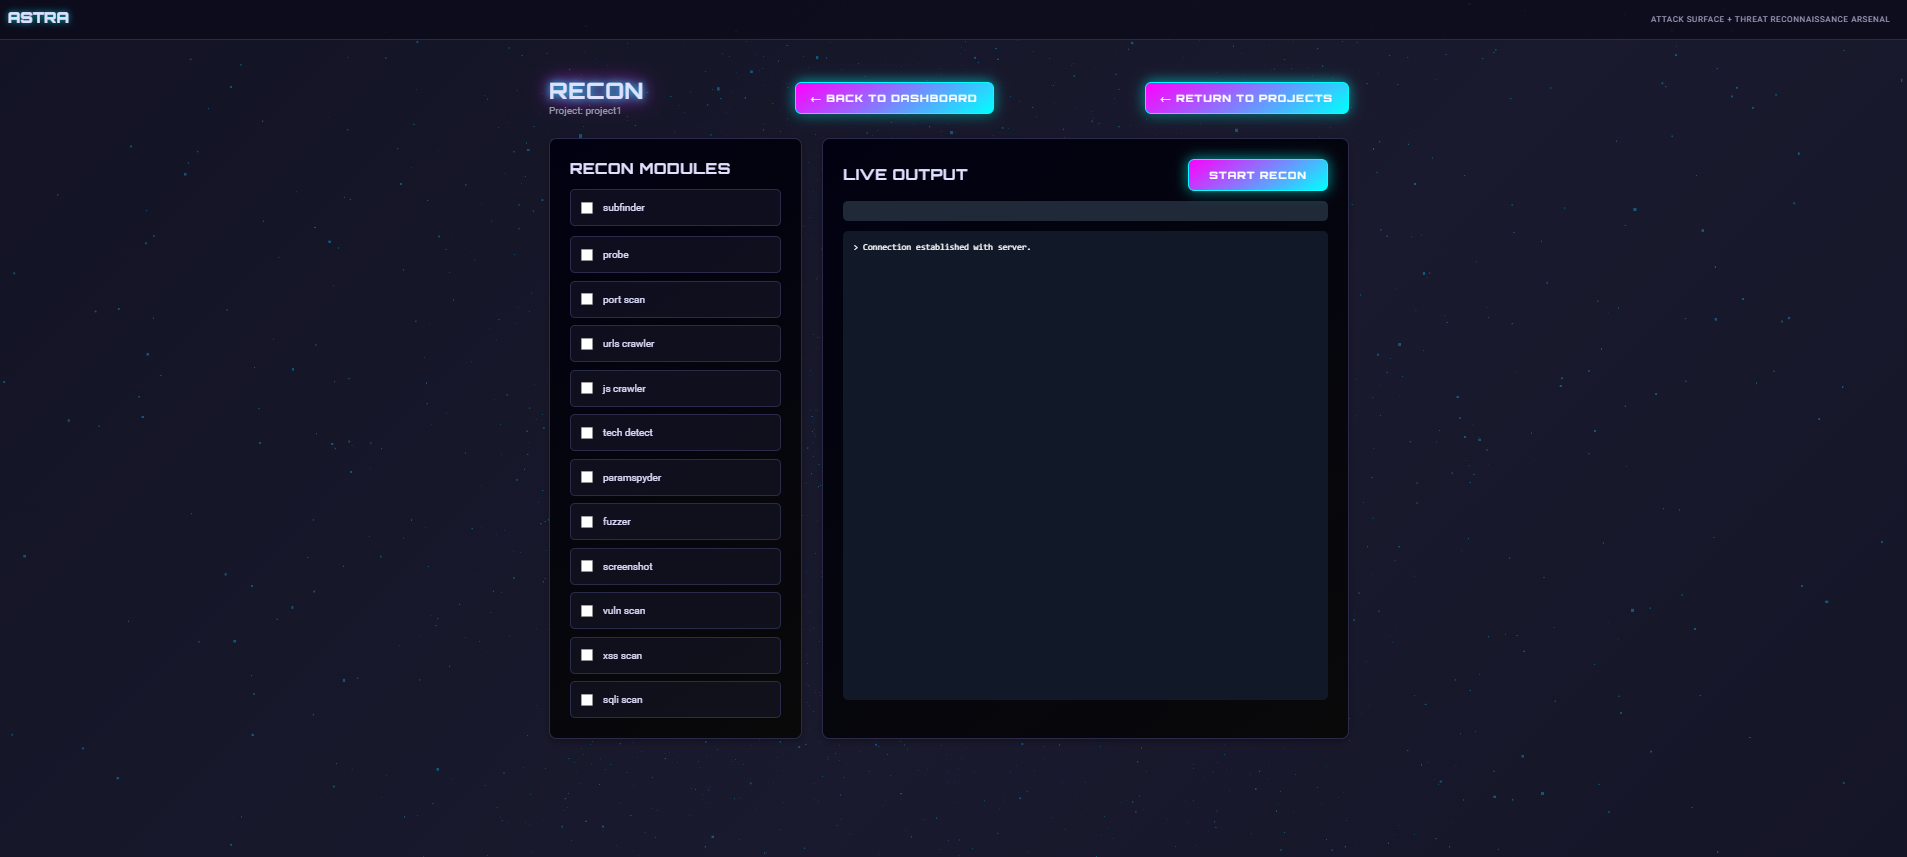 ASTRA
ATTACK SURFACE + THREAT RECONNAISSANCE ARSENAL
RECON
Project: project1
← BACK TO DASHBOARD
← RETURN TO PROJECTS
RECON MODULES
subfinder
probe
port scan
urls crawler
js crawler
tech detect
paramspyder
fuzzer
screenshot
vuln scan
xss scan
sqli scan
LIVE OUTPUT
START RECON
> Connection established with server.